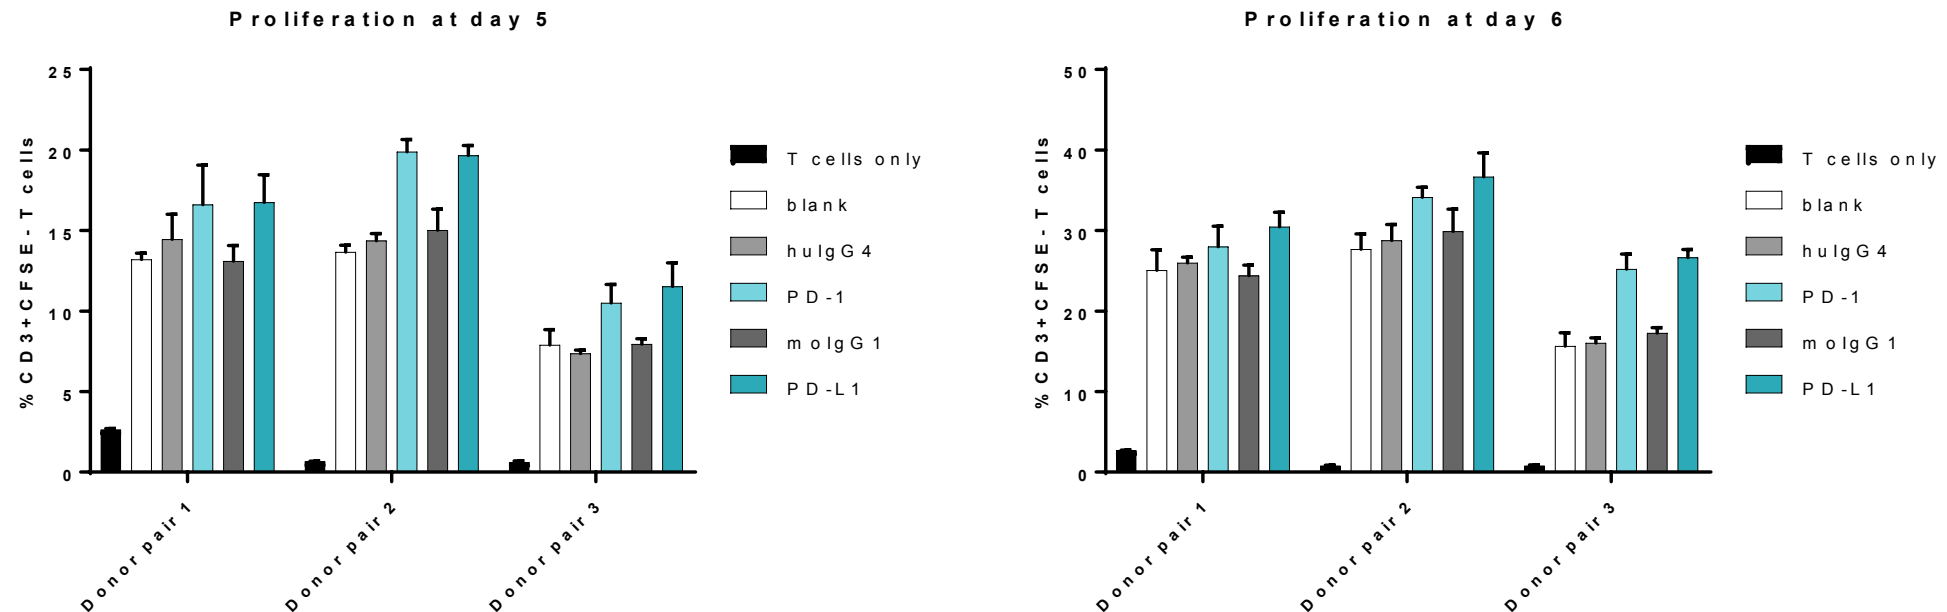 Proliferation at day 5
%CD3+CFSE- T cells
25
20
15
10
5
0
Donor pair 1
Donor pair 2
Donor pair 3
T cells only
blank
huIgG4
PD-1
moIgG1
PD-L1
Proliferation at day 6
%CD3+CFSE- T cells
50
40
30
20
10
0
Donor pair 1
Donor pair 2
Donor pair 3
T cells only
blank
huIgG4
PD-1
moIgG1
PD-L1